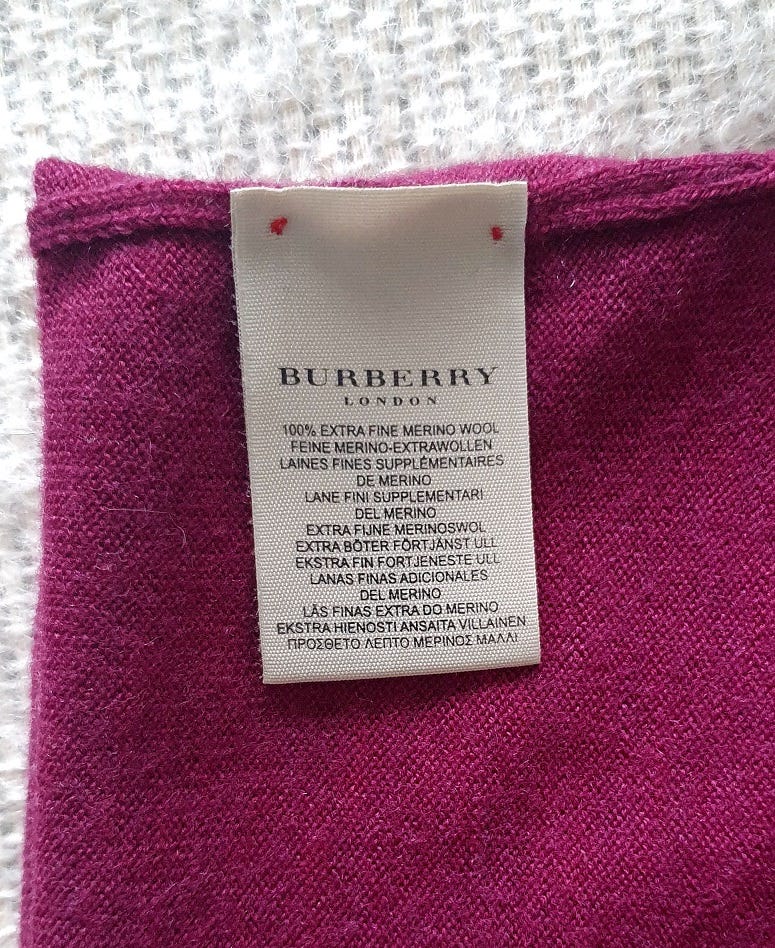 BURBERRY
LONDON
100% EXTRA FINE MERINO WOOL
FEINE MERINO-EXTRAWOLLEN
LAINES FINES SUPPLÉMENTAIRES
DE MERINO
LANE FINI SUPPLEMENTARI
DEL MERINO
EXTRA FIJNE MERINOSWOL
EXTRA BÖTER FÖRTJÄNST ULL
EKSTRA FIN FORTJENESTE ULL
LANAS FINAS ADICIONALES
DEL MERINO
LÃS FINAS EXTRA DO MERINO
EKSTRA HIENOSTI ANSAITA VILLAINEN
ΠΡΟΣΘΕΤΟ ΛΕΠΤΟ ΜΕΡΙΝΟΣ ΜΑΛΛΙ